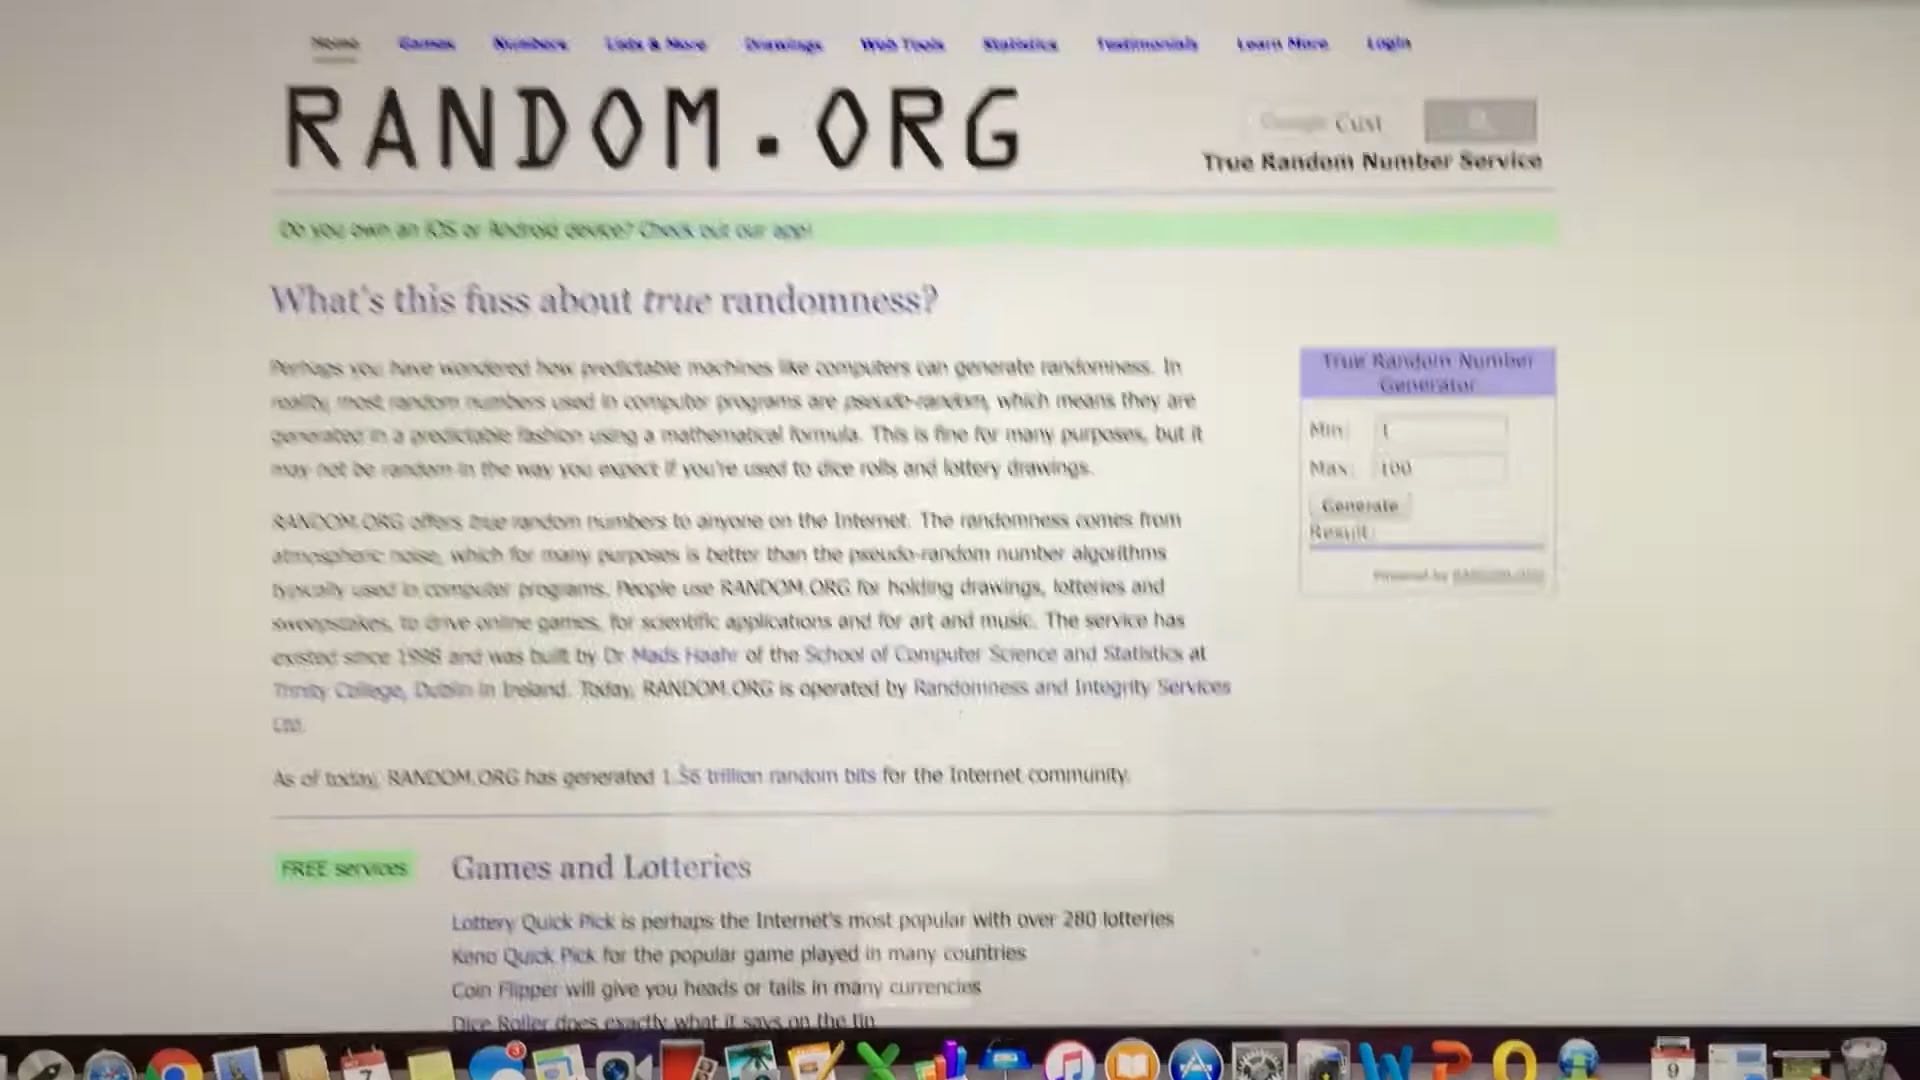 Home Games Numbers Lists & More Drawings Web Tools Statistics Testimonials Learn More Login
RANDOM.ORG
Google Cust
True Random Number Service
Do you own an iOS or Android device? Check out our app!
What's this fuss about true randomness?
Perhaps you have wondered how predictable machines like computers can generate randomness. In
reality, most random numbers used in computer programs are pseudo-random, which means they are
generated in a predictable fashion using a mathematical formula. This is fine for many purposes, but it
may not be random in the way you expect if you're used to dice rolls and lottery drawings.
RANDOM.ORG offers true random numbers to anyone on the Internet. The randomness comes from
atmospheric noise, which for many purposes is better than the pseudo-random number algorithms
typically used in computer programs. People use RANDOM.ORG for holding drawings, lotteries and
sweepstakes, to drive online games, for scientific applications and for art and music. The service has
existed since 1998 and was built by Dr Mads Haahr of the School of Computer Science and Statistics at
Trinity College, Dublin in Ireland. Today, RANDOM.ORG is operated by Randomness and Integrity Services
Ltd.
As of today, RANDOM.ORG has generated 1.56 trillion random bits for the Internet community.
True Random Number
Generator
Min: 1
Max: 100
Generate
Result:
Powered by RANDOM.ORG
FREE services
Games and Lotteries
Lottery Quick Pick is perhaps the Internet's most popular with over 280 lotteries
Keno Quick Pick for the popular game played in many countries
Coin Flipper will give you heads or tails in many currencies
Dice Roller does exactly what it says on the tin
7
3
9